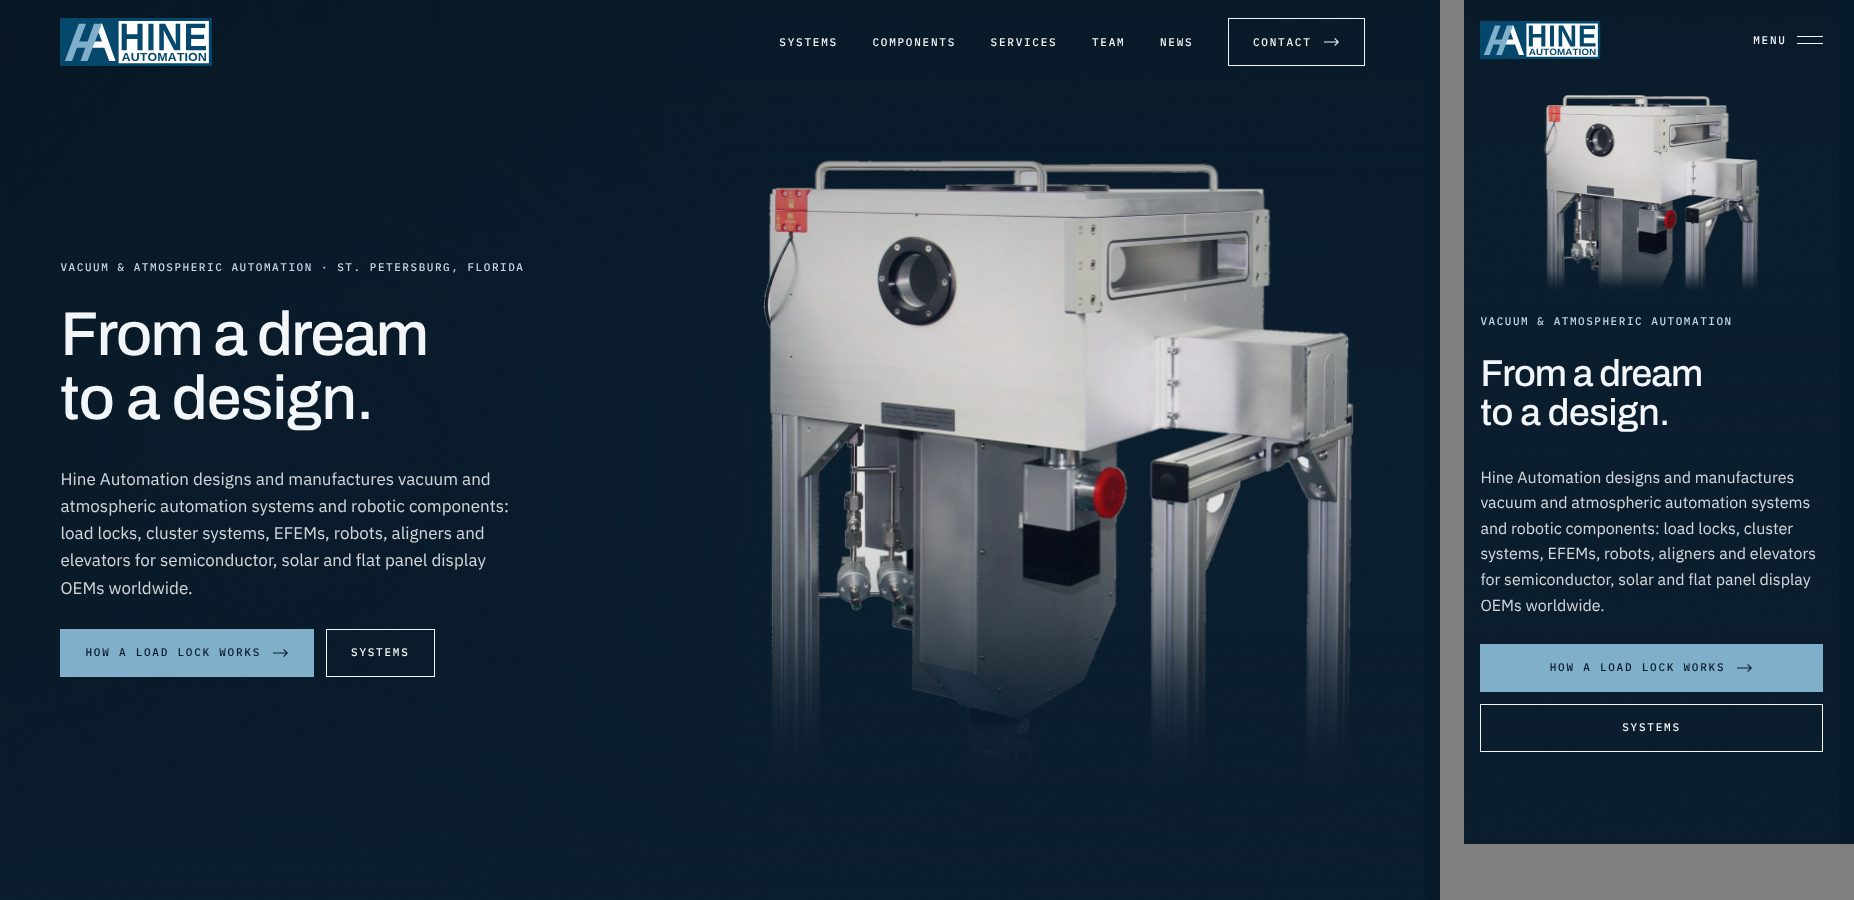 HINE
AUTOMATION
SYSTEMS
COMPONENTS
SERVICES
TEAM
NEWS
CONTACT
VACUUM & ATMOSPHERIC AUTOMATION · ST. PETERSBURG, FLORIDA
From a dream
to a design.
Hine Automation designs and manufactures vacuum and
atmospheric automation systems and robotic components:
load locks, cluster systems, EFEMs, robots, aligners and
elevators for semiconductor, solar and flat panel display
OEMs worldwide.
HOW A LOAD LOCK WORKS
SYSTEMS
HINE
AUTOMATION
MENU
VACUUM & ATMOSPHERIC AUTOMATION
From a dream
to a design.
Hine Automation designs and manufactures
vacuum and atmospheric automation systems
and robotic components: load locks, cluster
systems, EFEMs, robots, aligners and elevators
for semiconductor, solar and flat panel display
OEMs worldwide.
HOW A LOAD LOCK WORKS
SYSTEMS